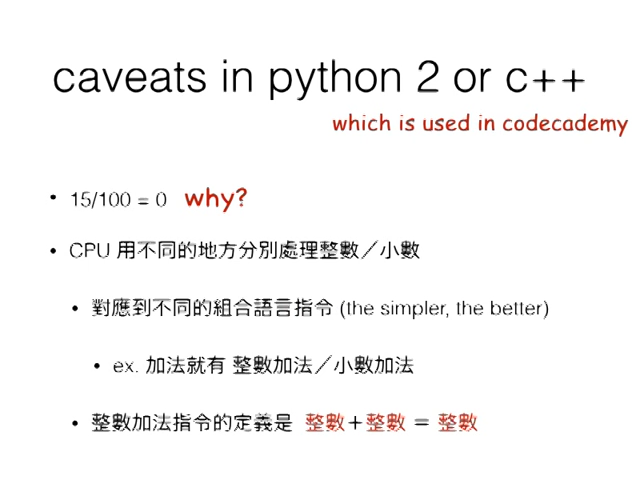 caveats in python 2 or c++
which is used in codecademy
• 15/100 = 0 why?
• CPU 用不同的地方分別處理整數／小數
• 對應到不同的組合語言指令 (the simpler, the better)
• ex. 加法就有 整數加法／小數加法
• 整數加法指令的定義是 整數＋整數 ＝ 整數